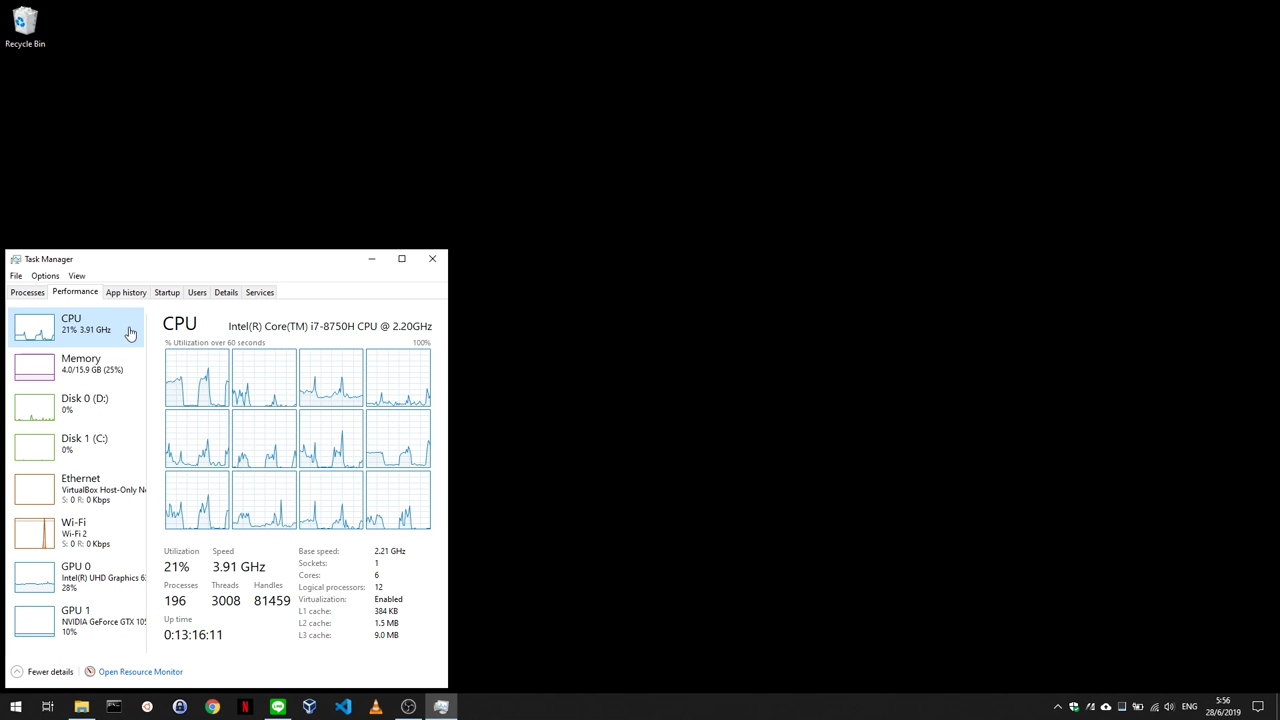 Recycle Bin
Task Manager
File Options View
Processes Performance App history Startup Users Details Services
CPU
21% 3.91 GHz
Memory
4.0/15.9 GB (25%)
Disk 0 (D:)
0%
Disk 1 (C:)
0%
Ethernet
VirtualBox Host-Only N
S: 0 R: 0 Kbps
Wi-Fi
Wi-Fi 2
S: 0 R: 0 Kbps
GPU 0
Intel(R) UHD Graphics 6
28%
GPU 1
NVIDIA GeForce GTX 10
10%
CPU Intel(R) Core(TM) i7-8750H CPU @ 2.20GHz
% Utilization over 60 seconds 100%
Utilization Speed
21% 3.91 GHz
Processes Threads Handles
196 3008 81459
Up time
0:13:16:11
Base speed: 2.21 GHz
Sockets: 1
Cores: 6
Logical processors: 12
Virtualization: Enabled
L1 cache: 384 KB
L2 cache: 1.5 MB
L3 cache: 9.0 MB
Fewer details Open Resource Monitor
N
LINE
ENG
5:56
28/6/2019